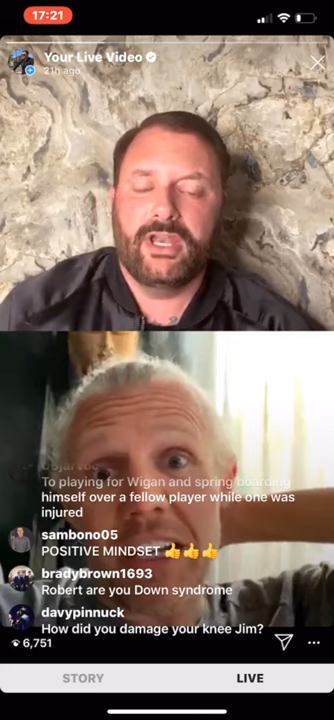 17:21
Your Live Video
21h ago
To playing for Wigan and spring boarding
himself over a fellow player while one was
injured
sambono05
POSITIVE MINDSET 👍👍👍
bradybrown1693
Robert are you Down syndrome
davypinnuck
How did you damage your knee Jim?
6,751
STORY
LIVE